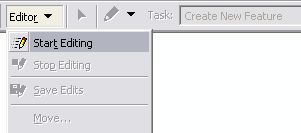 Editor Task: Create New Feature
Start Editing
Stop Editing
Save Edits
Move...